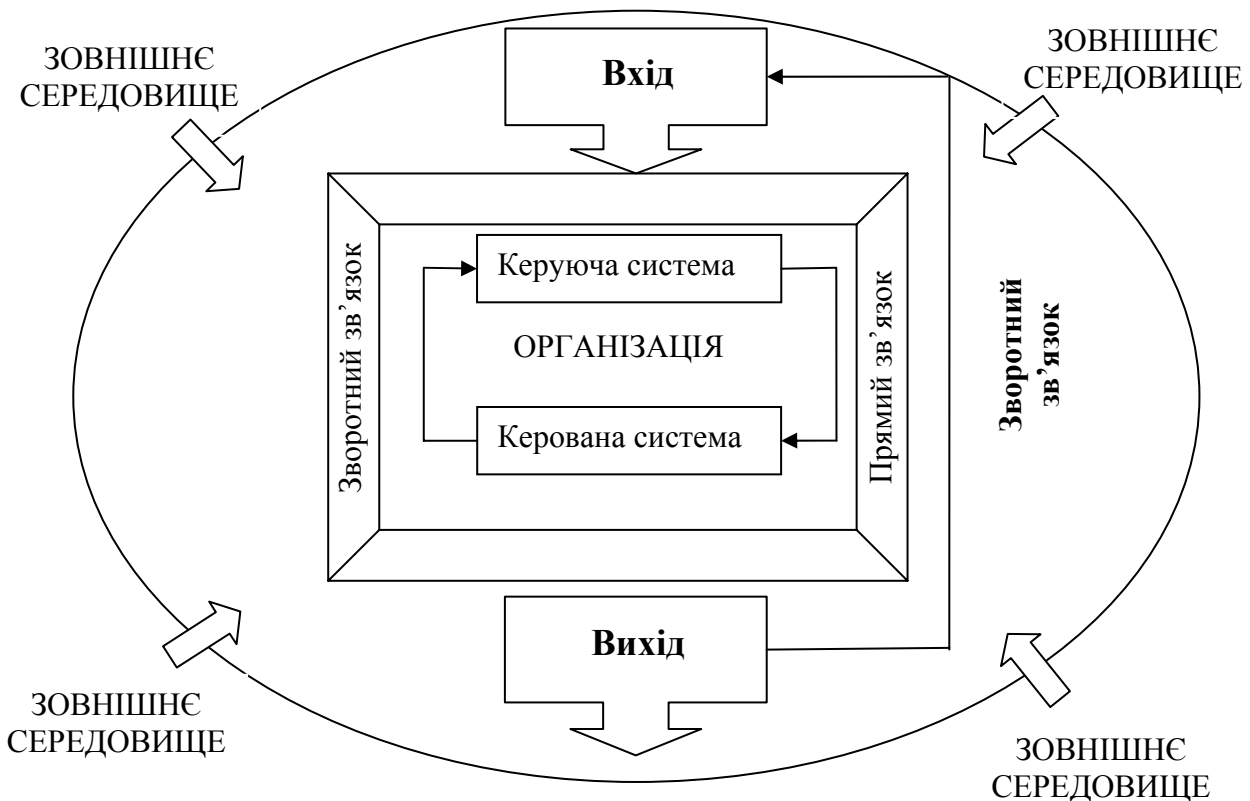 ЗОВНІШНЄ
СЕРЕДОВИЩЕ
Вхід
ЗОВНІШНЄ
СЕРЕДОВИЩЕ
Зворотний зв’язок
Керуюча система
ОРГАНІЗАЦІЯ
Керована система
Прямий зв’язок
Зворотний
зв’язок
Вихід
ЗОВНІШНЄ
СЕРЕДОВИЩЕ
ЗОВНІШНЄ
СЕРЕДОВИЩЕ